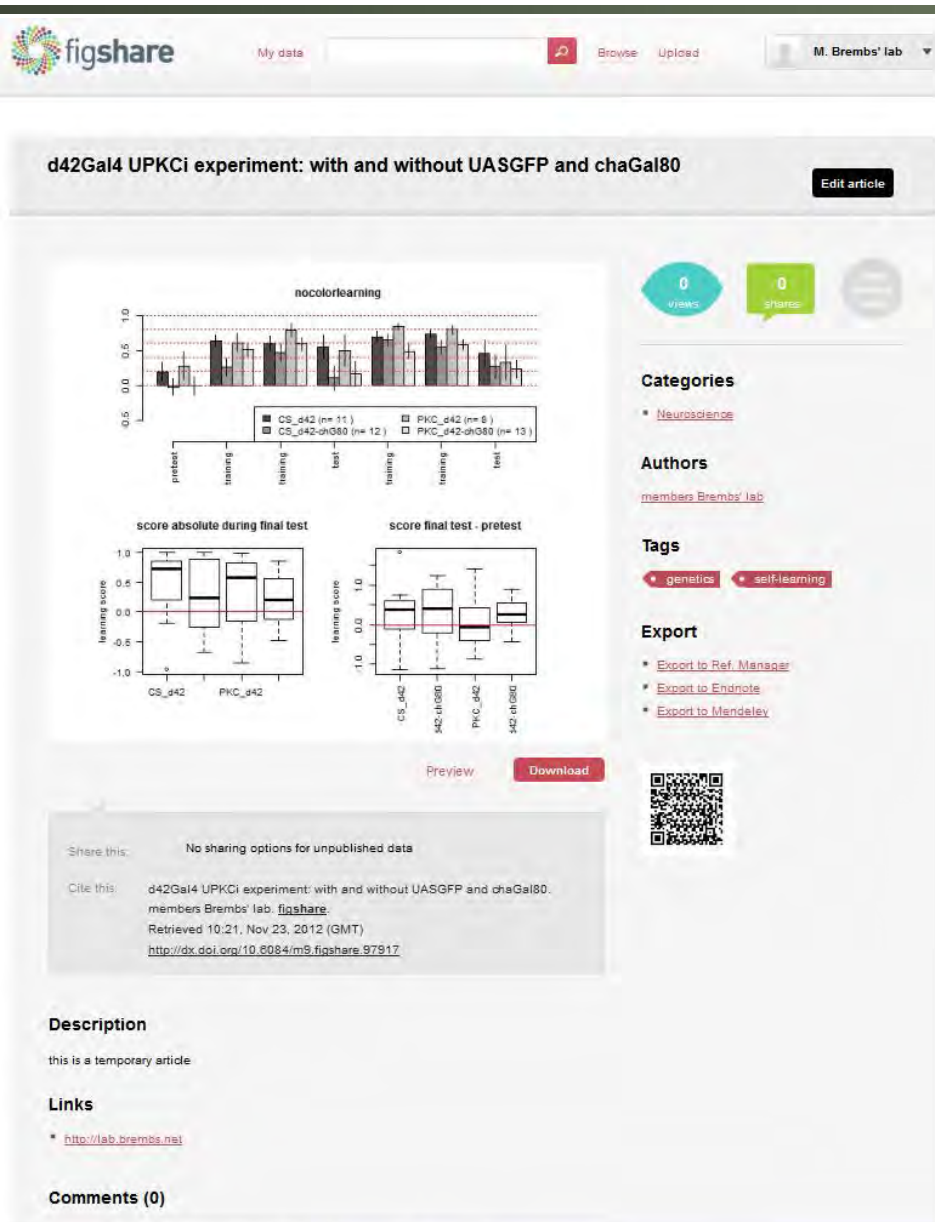 figshare
My data
Browse Upload
M. Brembs' lab
d42Gal4 UPKCi experiment: with and without UASGFP and chaGal80
Edit article
nocolorlearning
1.0
0.5
0.0
0.5
CS_d42 (n= 11 ) PKC_d42 (n= 8 )
CS_d42-chG80 (n= 12 ) PKC_d42-chG80 (n= 13 )
pretest
training
training
test
training
training
test
score absolute during final test
learning score
1.0
0.5
0.0
-0.5
-1.0
CS_d42 PKC_d42
score final test - pretest
learning score
1.0
0.0
1.0
CS_d42
d42-chG80
PKC_d42
d42-chG80
Preview
Download
Share this: No sharing options for unpublished data
Cite this: d42Gal4 UPKCi experiment: with and without UASGFP and chaGal80.
members Brembs' lab. figshare.
Retrieved 10:21, Nov 23, 2012 (GMT)
http://dx.doi.org/10.6084/m9.figshare.97917
Description
this is a temporary article
Links
http://lab.brembs.net
Comments (0)
0
views
0
shares
Categories
Neuroscience
Authors
members Brembs' lab
Tags
genetics self-learning
Export
Export to Ref. Manager
Export to Endnote
Export to Mendeley